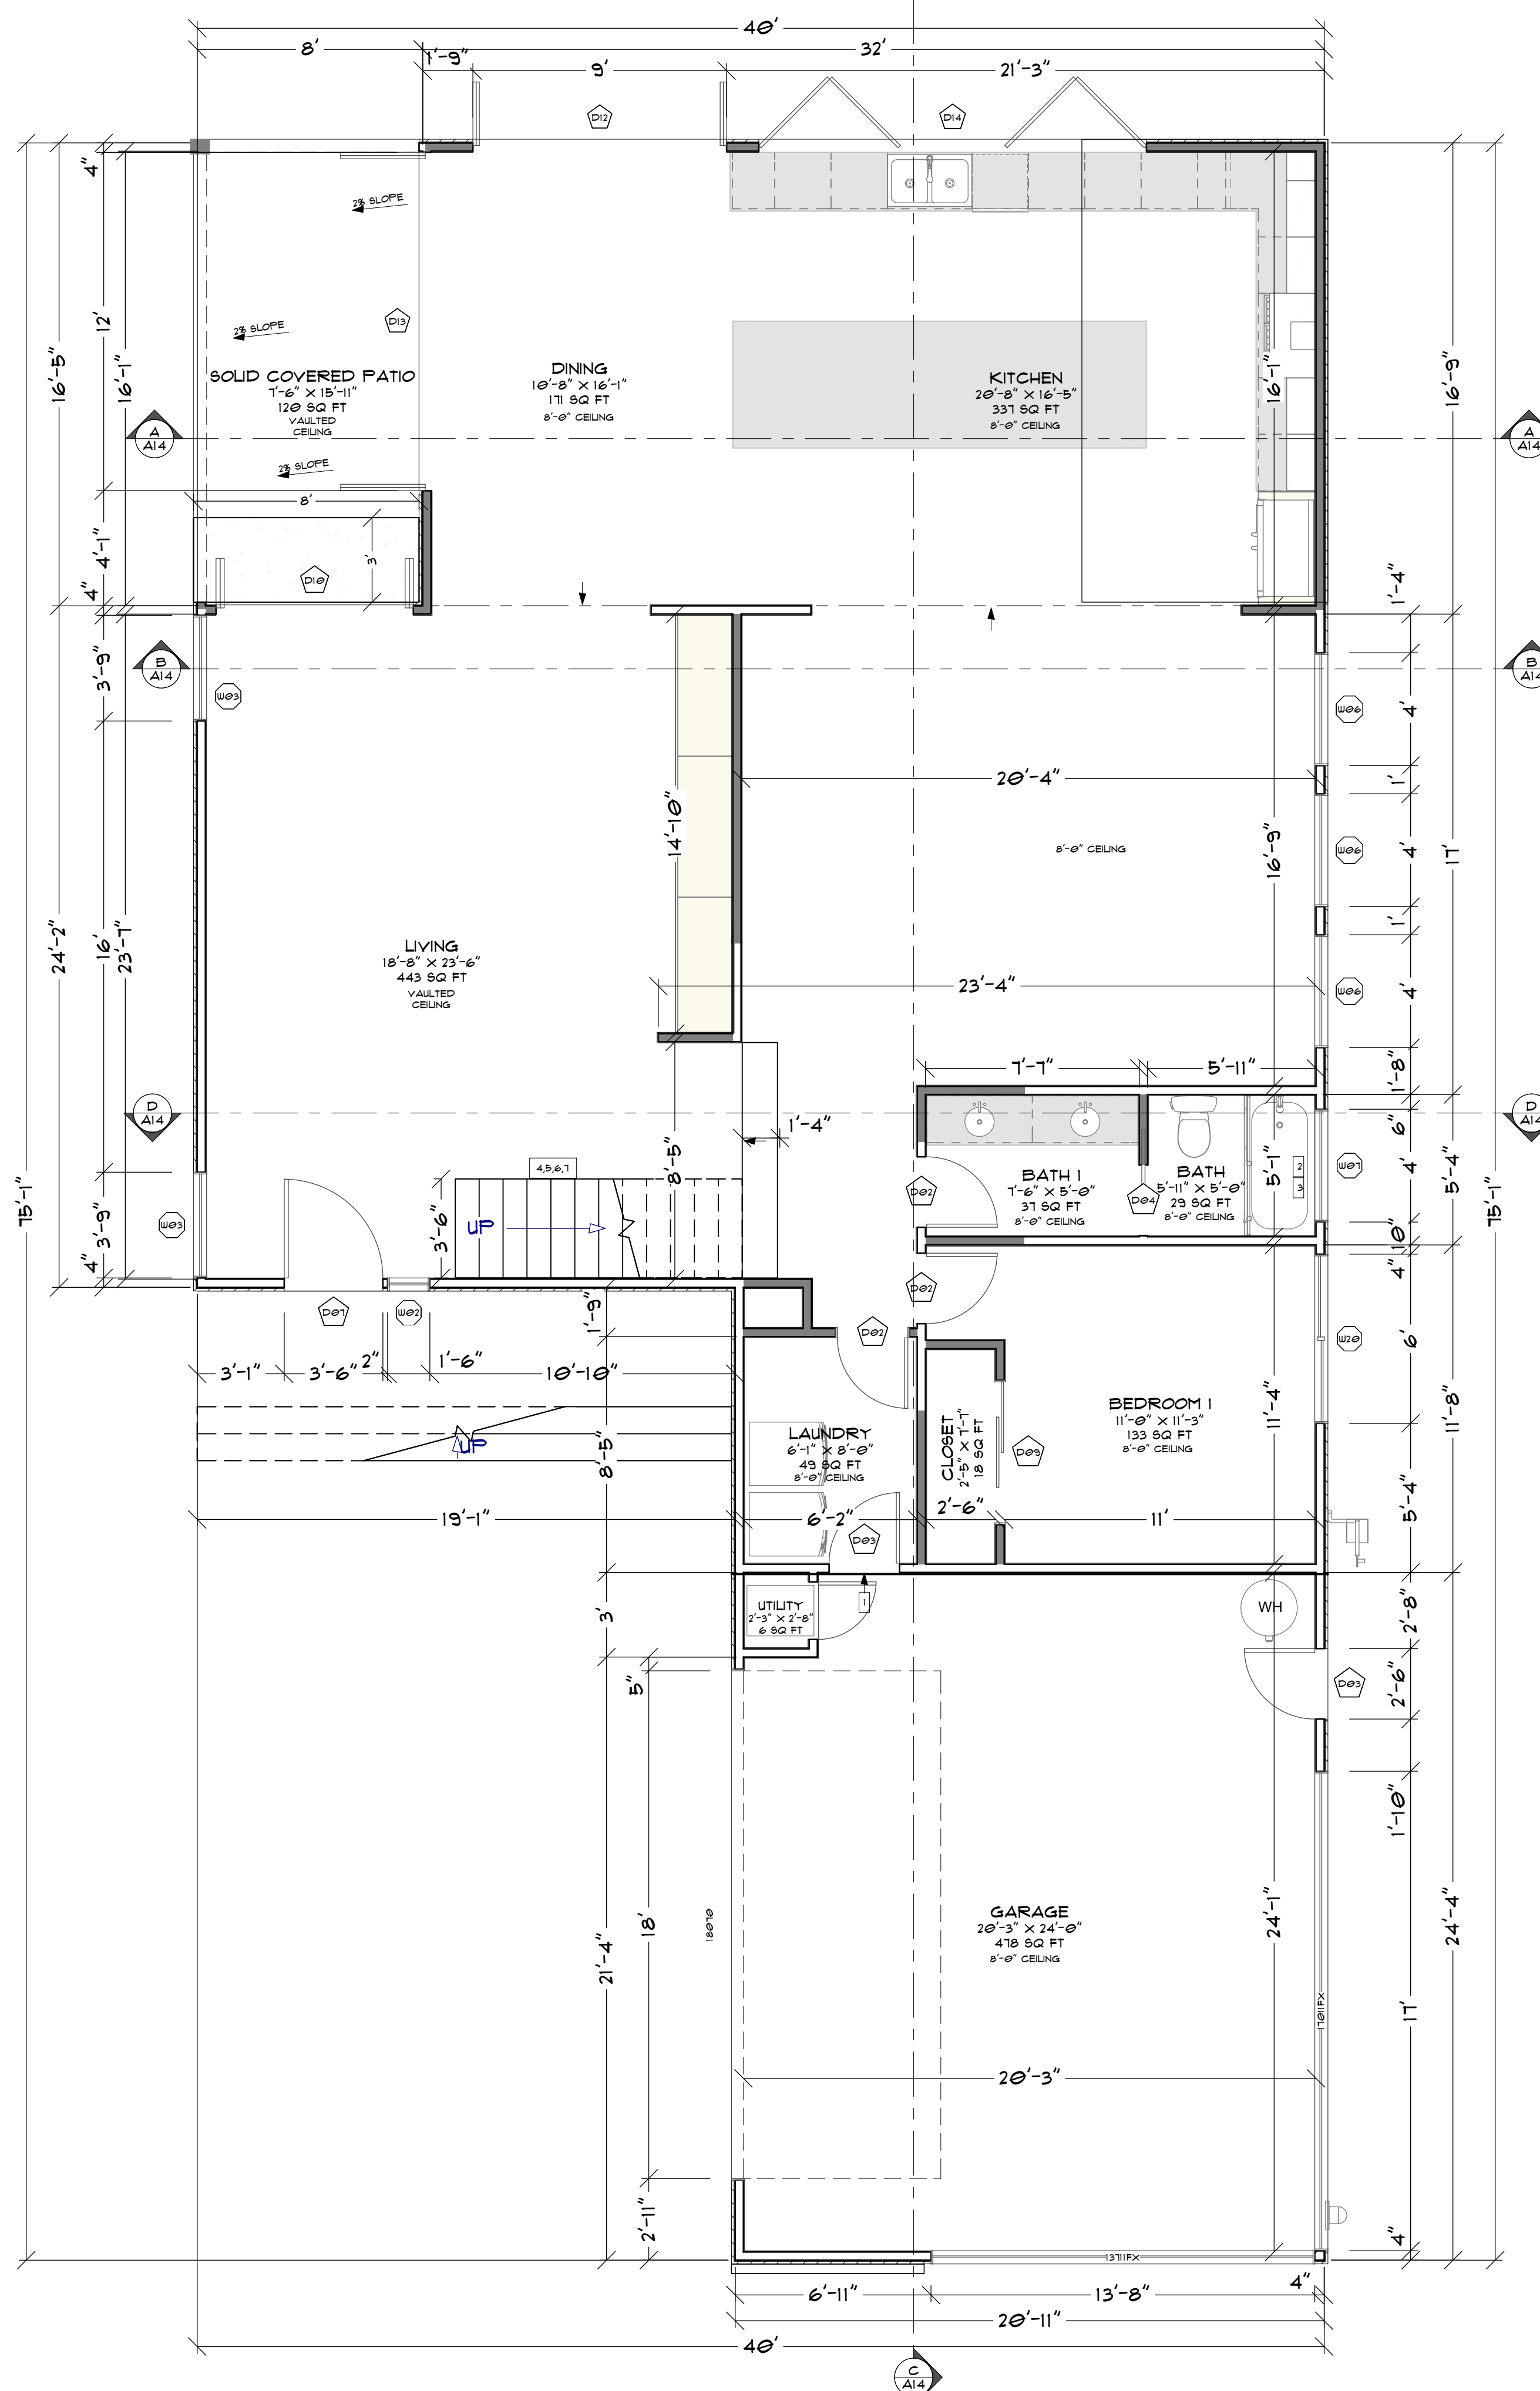 40'
8'
32'
1'-9"
9'
21'-3"
D12
D14
4"
2% SLOPE
12'
16'-5"
16'-1"
D13
2% SLOPE
SOLID COVERED PATIO
7'-6" X 15'-11"
120 SQ FT
VAULTED
CEILING
DINING
10'-8" X 16'-1"
171 SQ FT
8'-0" CEILING
KITCHEN
20'-8" X 16'-5"
337 SQ FT
8'-0" CEILING
16'-1"
16'-9"
A
A14
A
A14
2% SLOPE
8'
4'-1"
3'
D10
4"
1'-4"
3'-9"
B
A14
B
A14
W03
W06
4'
20'-4"
1'
14'-10"
8'-0" CEILING
16'-9"
W06
4'
17'
1'
24'-2"
16'
23'-7"
LIVING
18'-8" X 23'-6"
443 SQ FT
VAULTED
CEILING
23'-4"
W06
4'
7'-7"
5'-11"
1'-8"
D
A14
D
A14
1'-4"
6"
8'-5"
4,5,6,7
BATH 1
7'-6" X 5'-0"
37 SQ FT
8'-0" CEILING
D02
D04
BATH
5'-11" X 5'-0"
29 SQ FT
8'-0" CEILING
5'-1"
2
3
W07
4'
5'-4"
75'-1"
75'-1"
W03
3'-9"
3'-6"
UP
10"
4"
4"
D02
D07
W02
1'-9"
D02
W20
6'
3'-1"
3'-6"
2"
1'-6"
10'-10"
UP
8'-5"
LAUNDRY
6'-1" X 8'-0"
49 SQ FT
8'-0" CEILING
CLOSET
2'-5" X 7'-7"
18 SQ FT
D09
BEDROOM 1
11'-0" X 11'-3"
133 SQ FT
8'-0" CEILING
11'-4"
11'-8"
5'-4"
19'-1"
6'-2"
2'-6"
11'
D03
3'
UTILITY
2'-3" X 2'-8"
6 SQ FT
1
WH
2'-8"
5"
D03
2'-6"
1'-10"
18'
18070
21'-4"
GARAGE
20'-3" X 24'-0"
478 SQ FT
8'-0" CEILING
24'-1"
24'-4"
17011FX
17'
20'-3"
2'-11"
4"
13711FX
6'-11"
13'-8"
4"
20'-11"
40'
C
A14